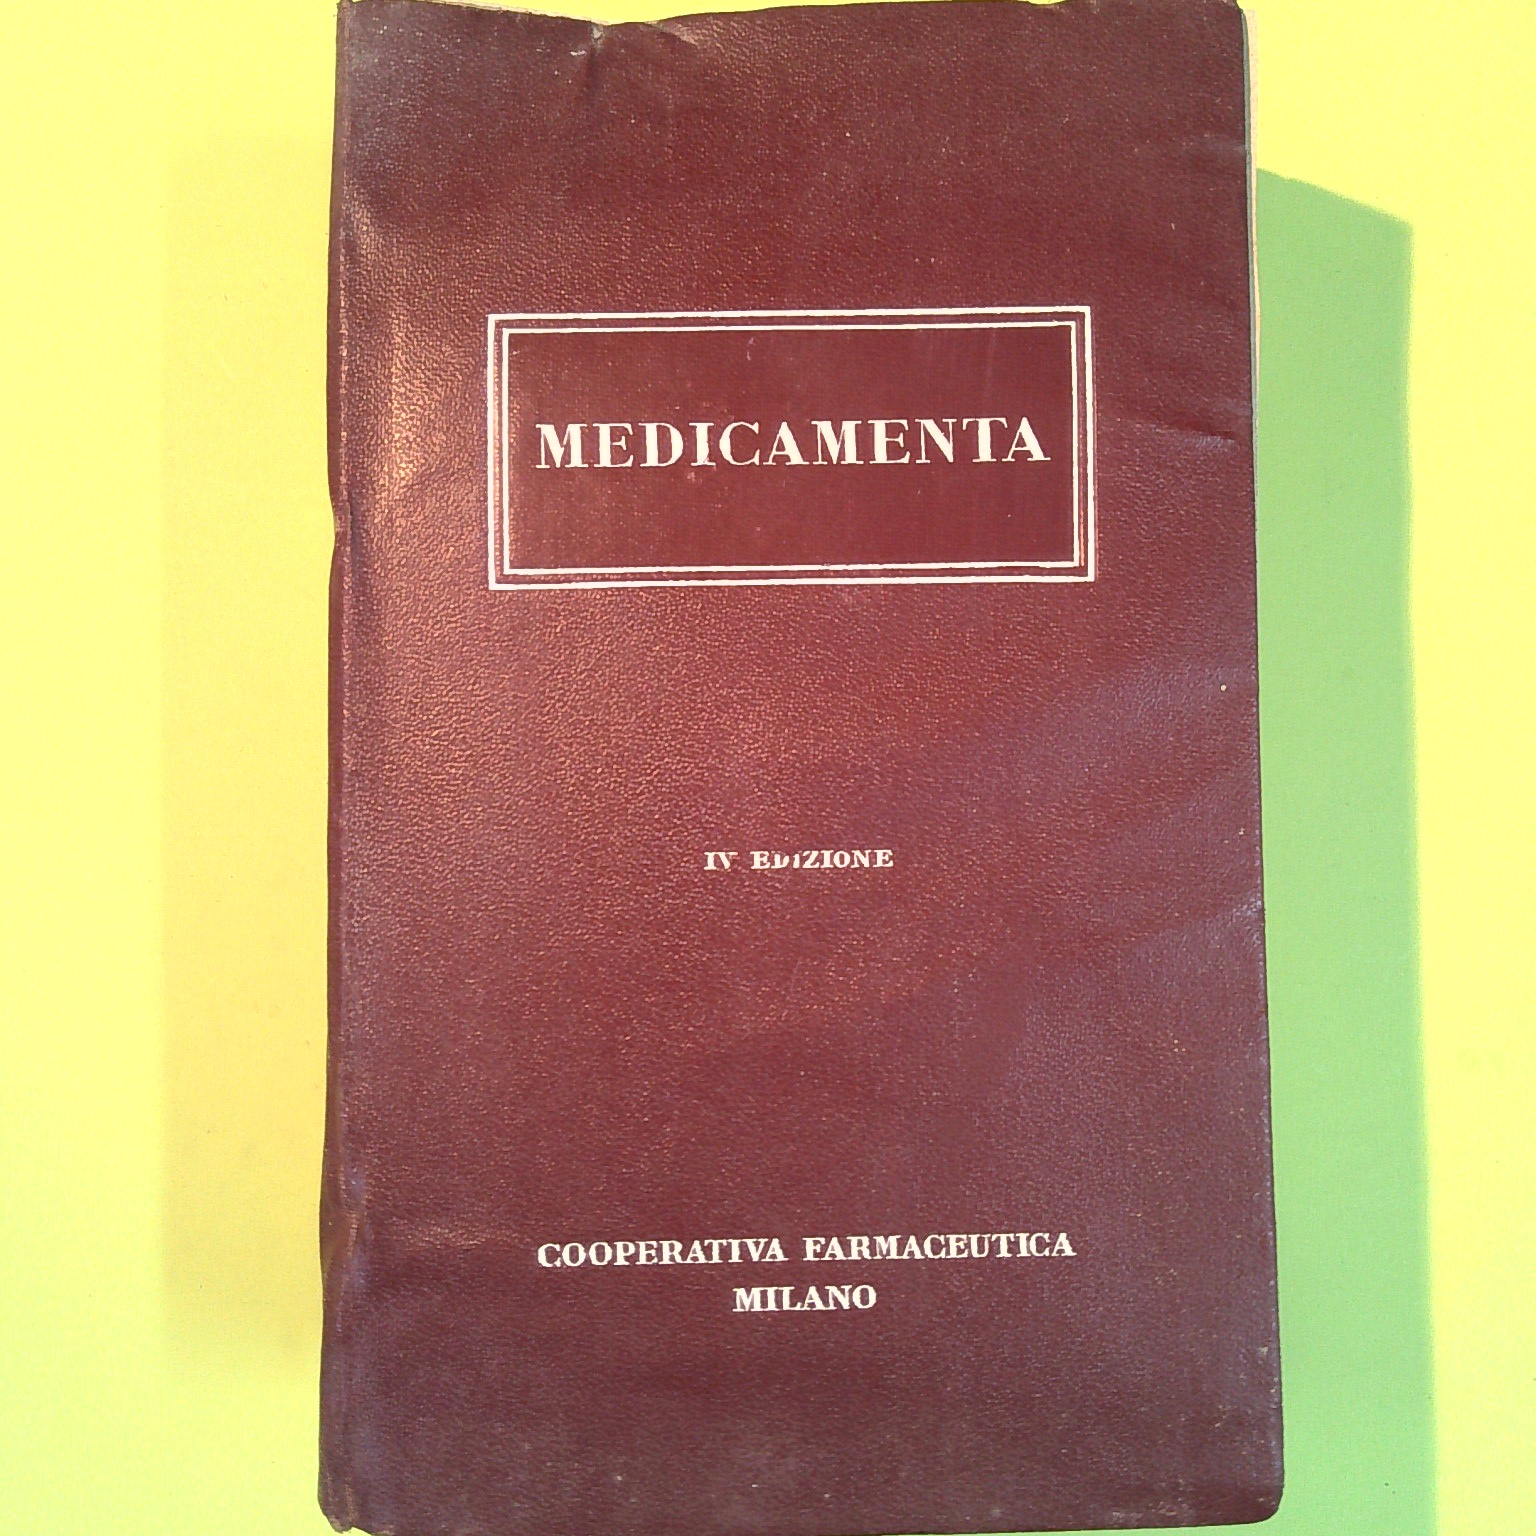 MEDICAMENTA
IV EDIZIONE
COOPERATIVA FARMACEUTICA
MILANO